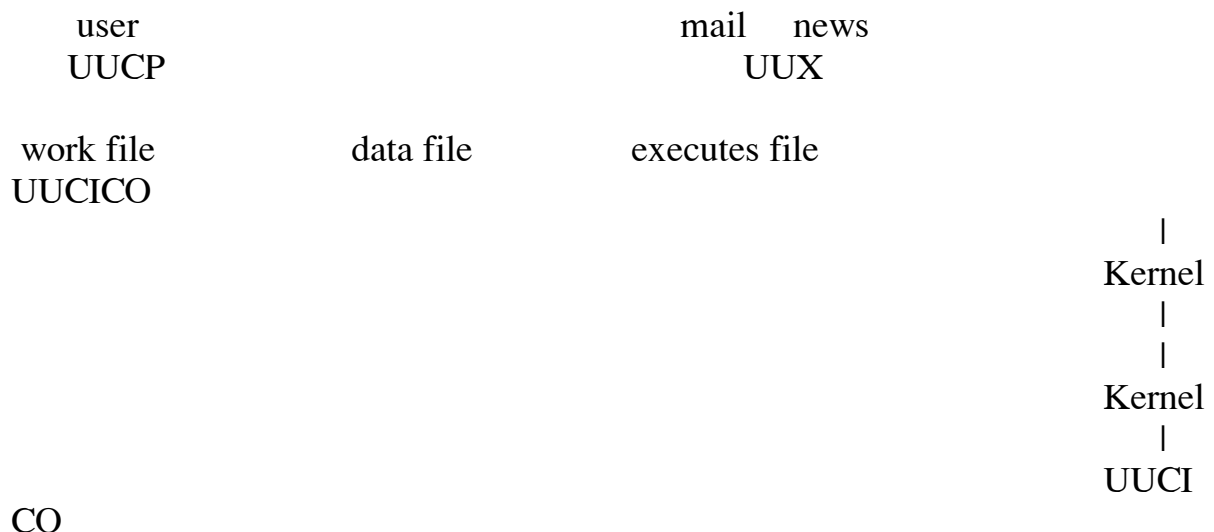 user mail news
UUCP UUX
work file data file executes file
UUCICO
|
Kernel
|
|
Kernel
|
UUCI
CO